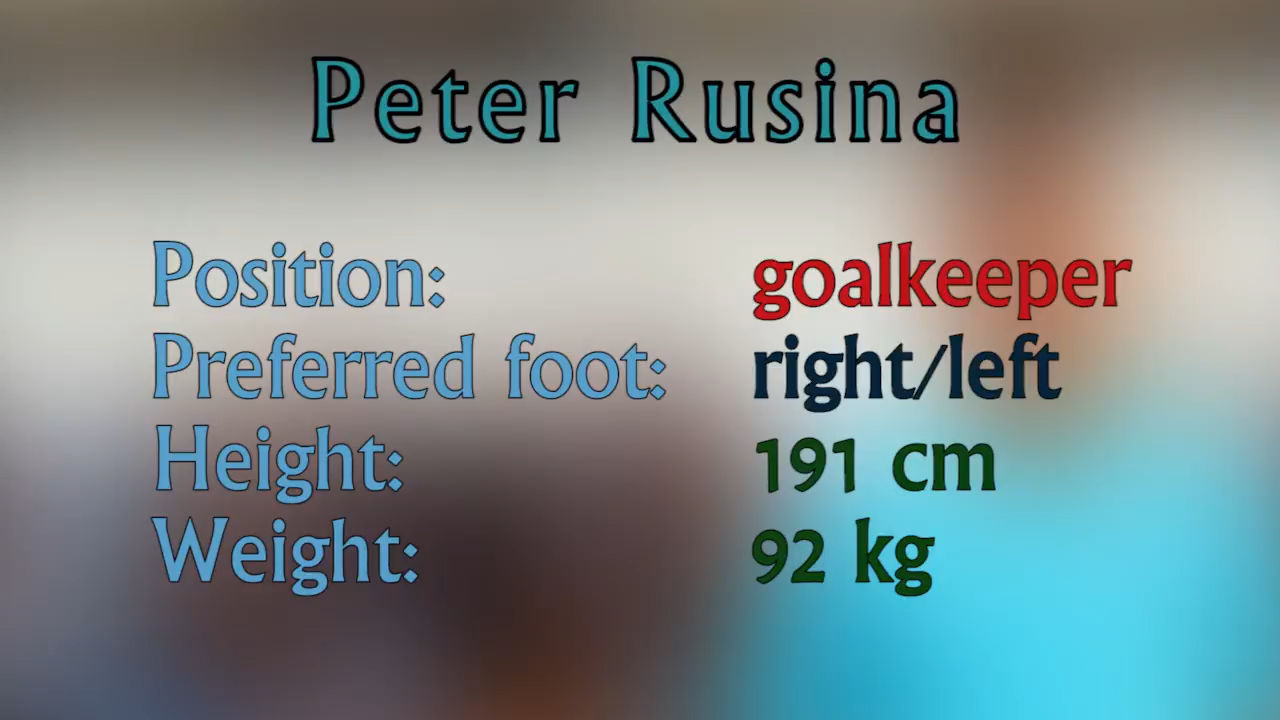 Peter Rusina
Position: goalkeeper
Preferred foot: right/left
Height: 191 cm
Weight: 92 kg